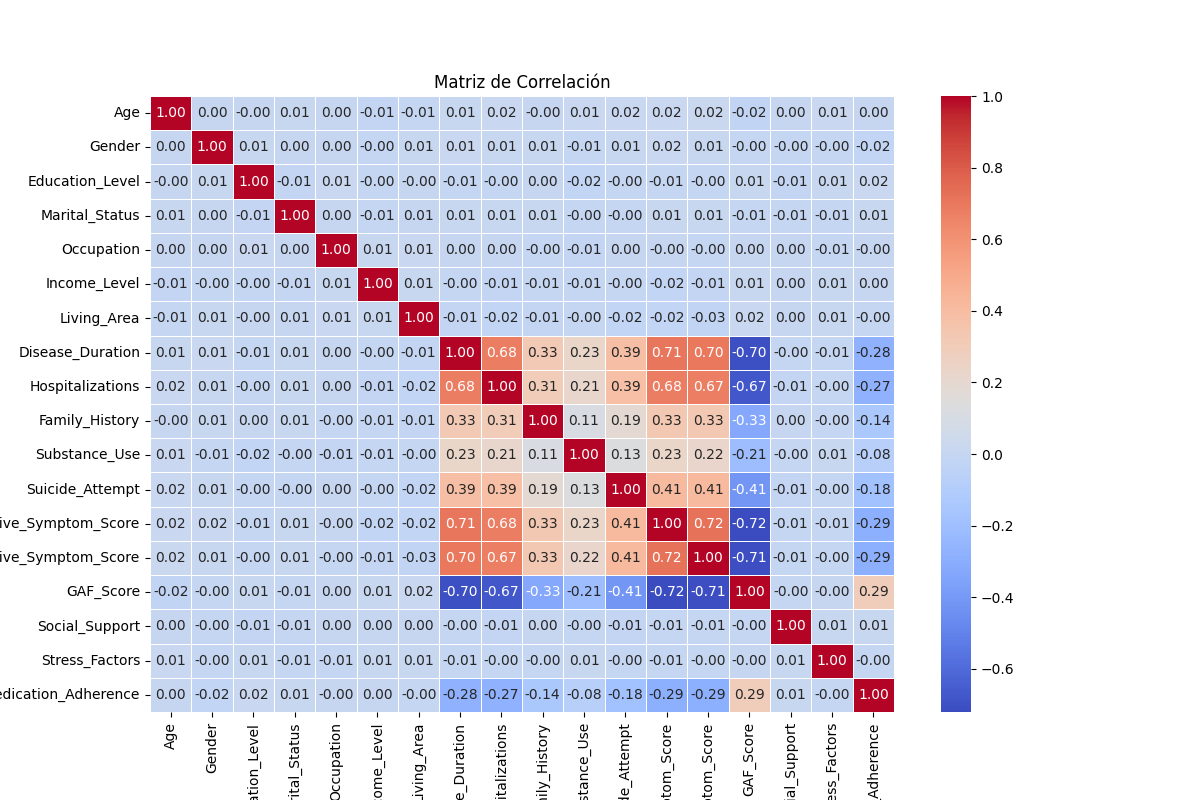 Matriz de Correlación
Age 1.00 0.00 -0.00 0.01 0.00 -0.01 -0.01 0.01 0.02 -0.00 0.01 0.02 0.02 0.02 -0.02 0.00 0.01 0.00
Gender 0.00 1.00 0.01 0.00 0.00 -0.00 0.01 0.01 0.01 0.01 -0.01 0.01 0.02 0.01 -0.00 -0.00 -0.00 -0.02
Education_Level -0.00 0.01 1.00 -0.01 0.01 -0.00 -0.00 -0.01 -0.00 0.00 -0.02 -0.00 -0.01 -0.00 0.01 -0.01 0.01 0.02
Marital_Status 0.01 0.00 -0.01 1.00 0.00 -0.01 0.01 0.01 0.01 0.01 -0.00 -0.00 0.01 0.01 -0.01 -0.01 -0.01 0.01
Occupation 0.00 0.00 0.01 0.00 1.00 0.01 0.01 0.00 0.00 -0.00 -0.01 0.00 -0.00 -0.00 0.00 0.00 -0.01 -0.00
Income_Level -0.01 -0.00 -0.00 -0.01 0.01 1.00 0.01 -0.00 -0.01 -0.01 -0.01 -0.00 -0.02 -0.01 0.01 0.00 0.01 0.00
Living_Area -0.01 0.01 -0.00 0.01 0.01 0.01 1.00 -0.01 -0.02 -0.01 -0.00 -0.02 -0.02 -0.03 0.02 0.00 0.01 -0.00
Disease_Duration 0.01 0.01 -0.01 0.01 0.00 -0.00 -0.01 1.00 0.68 0.33 0.23 0.39 0.71 0.70 -0.70 -0.00 -0.01 -0.28
Hospitalizations 0.02 0.01 -0.00 0.01 0.00 -0.01 -0.02 0.68 1.00 0.31 0.21 0.39 0.68 0.67 -0.67 -0.01 -0.00 -0.27
Family_History -0.00 0.01 0.00 0.01 -0.00 -0.01 -0.01 0.33 0.31 1.00 0.11 0.19 0.33 0.33 -0.33 0.00 -0.00 -0.14
Substance_Use 0.01 -0.01 -0.02 -0.00 -0.01 -0.01 -0.00 0.23 0.21 0.11 1.00 0.13 0.23 0.22 -0.21 -0.00 0.01 -0.08
Suicide_Attempt 0.02 0.01 -0.00 -0.00 0.00 -0.00 -0.02 0.39 0.39 0.19 0.13 1.00 0.41 0.41 -0.41 -0.01 -0.00 -0.18
ive_Symptom_Score 0.02 0.02 -0.01 0.01 -0.00 -0.02 -0.02 0.71 0.68 0.33 0.23 0.41 1.00 0.72 -0.72 -0.01 -0.01 -0.29
ive_Symptom_Score 0.02 0.01 -0.00 0.01 -0.00 -0.01 -0.03 0.70 0.67 0.33 0.22 0.41 0.72 1.00 -0.71 -0.01 -0.00 -0.29
GAF_Score -0.02 -0.00 0.01 -0.01 0.00 0.01 0.02 -0.70 -0.67 -0.33 -0.21 -0.41 -0.72 -0.71 1.00 -0.00 -0.00 0.29
Social_Support 0.00 -0.00 -0.01 -0.01 0.00 0.00 0.00 -0.00 -0.01 0.00 -0.00 -0.01 -0.01 -0.01 -0.00 1.00 0.01 0.01
Stress_Factors 0.01 -0.00 0.01 -0.01 -0.01 0.01 0.01 -0.01 -0.00 -0.00 0.01 -0.00 -0.01 -0.00 -0.00 0.01 1.00 -0.00
edication_Adherence 0.00 -0.02 0.02 0.01 -0.00 0.00 -0.00 -0.28 -0.27 -0.14 -0.08 -0.18 -0.29 -0.29 0.29 0.01 -0.00 1.00
Age
Gender
ation_Level
rital_Status
Occupation
come_Level
iving_Area
e_Duration
italizations
ily_History
stance_Use
de_Attempt
ptom_Score
ptom_Score
GAF_Score
ial_Support
ess_Factors
_Adherence
1.0
0.8
0.6
0.4
0.2
0.0
−0.2
−0.4
−0.6